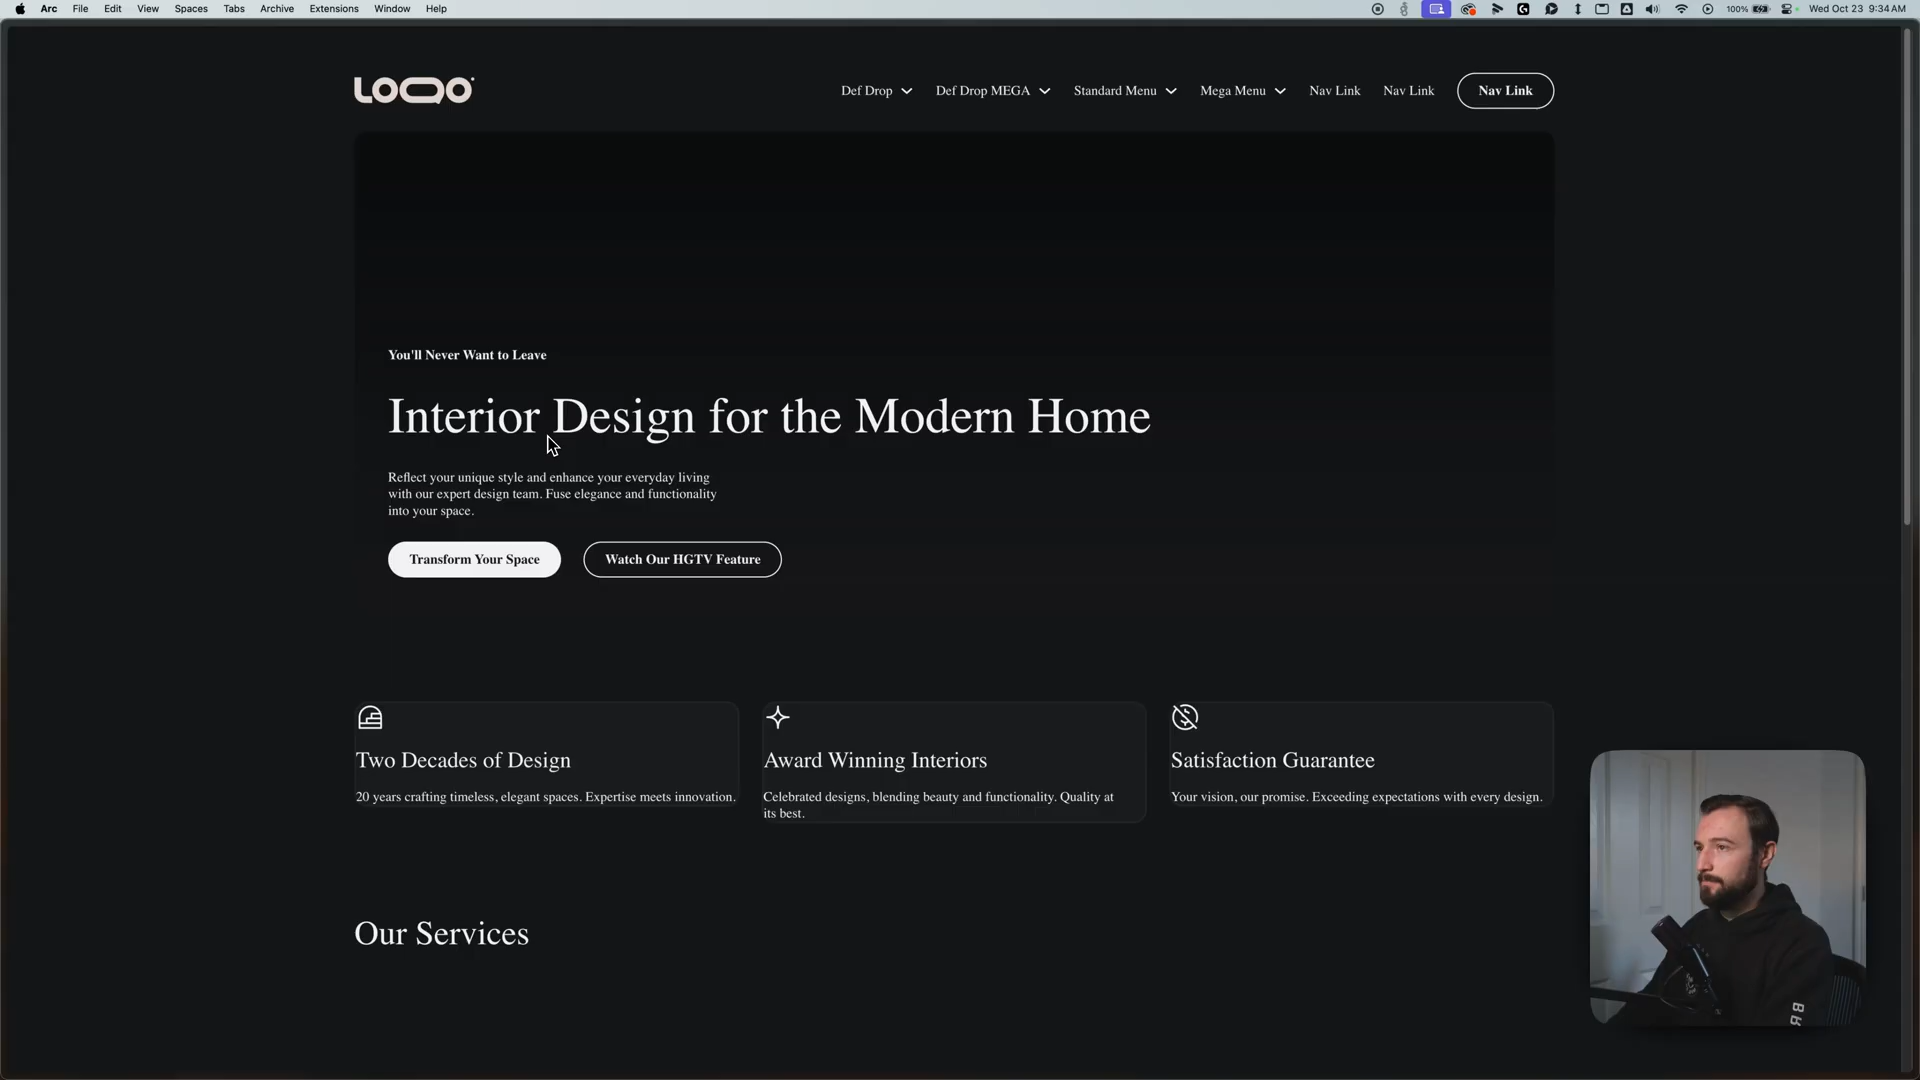 Arc File Edit View Spaces Tabs Archive Extensions Window Help 100% Wed Oct 23 9:34 AM
LOQO Def Drop Def Drop MEGA Standard Menu Mega Menu Nav Link Nav Link Nav Link
You'll Never Want to Leave
Interior Design for the Modern Home
Reflect your unique style and enhance your everyday living
with our expert design team. Fuse elegance and functionality
into your space.
Transform Your Space Watch Our HGTV Feature
Two Decades of Design
20 years crafting timeless, elegant spaces. Expertise meets innovation.
Award Winning Interiors
Celebrated designs, blending beauty and functionality. Quality at
its best.
Satisfaction Guarantee
Your vision, our promise. Exceeding expectations with every design.
Our Services
BR